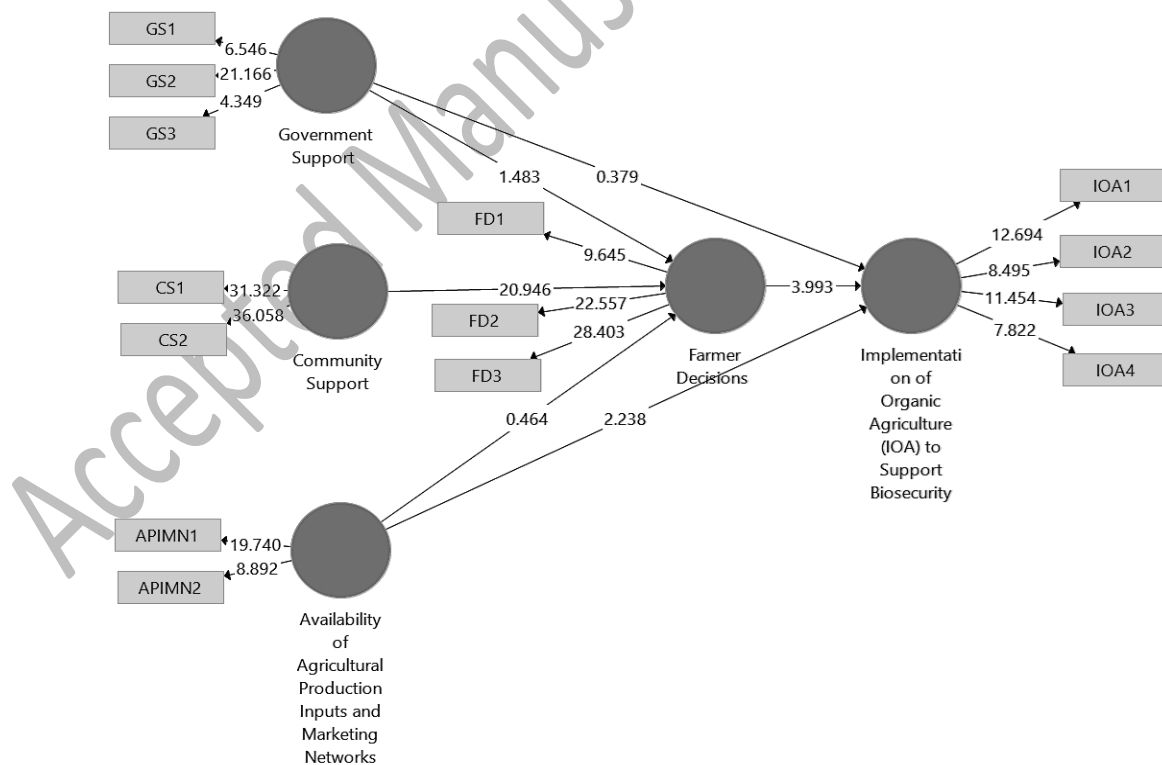 GS1
6.546
GS2
21.166
4.349
GS3
Government
Support
1.483
0.379
FD1
9.645
IOA1
12.694
IOA2
8.495
11.454
IOA3
7.822
IOA4
CS1
31.322
36.058
CS2
Community
Support
20.946
22.557
FD2
28.403
FD3
3.993
Farmer
Decisions
Implementati
on of
Organic
Agriculture
(IOA) to
Support
Biosecurity
0.464
2.238
APIMN1
19.740
8.892
APIMN2
Availability
of
Agricultural
Production
Inputs and
Marketing
Networks
Accepted Manus